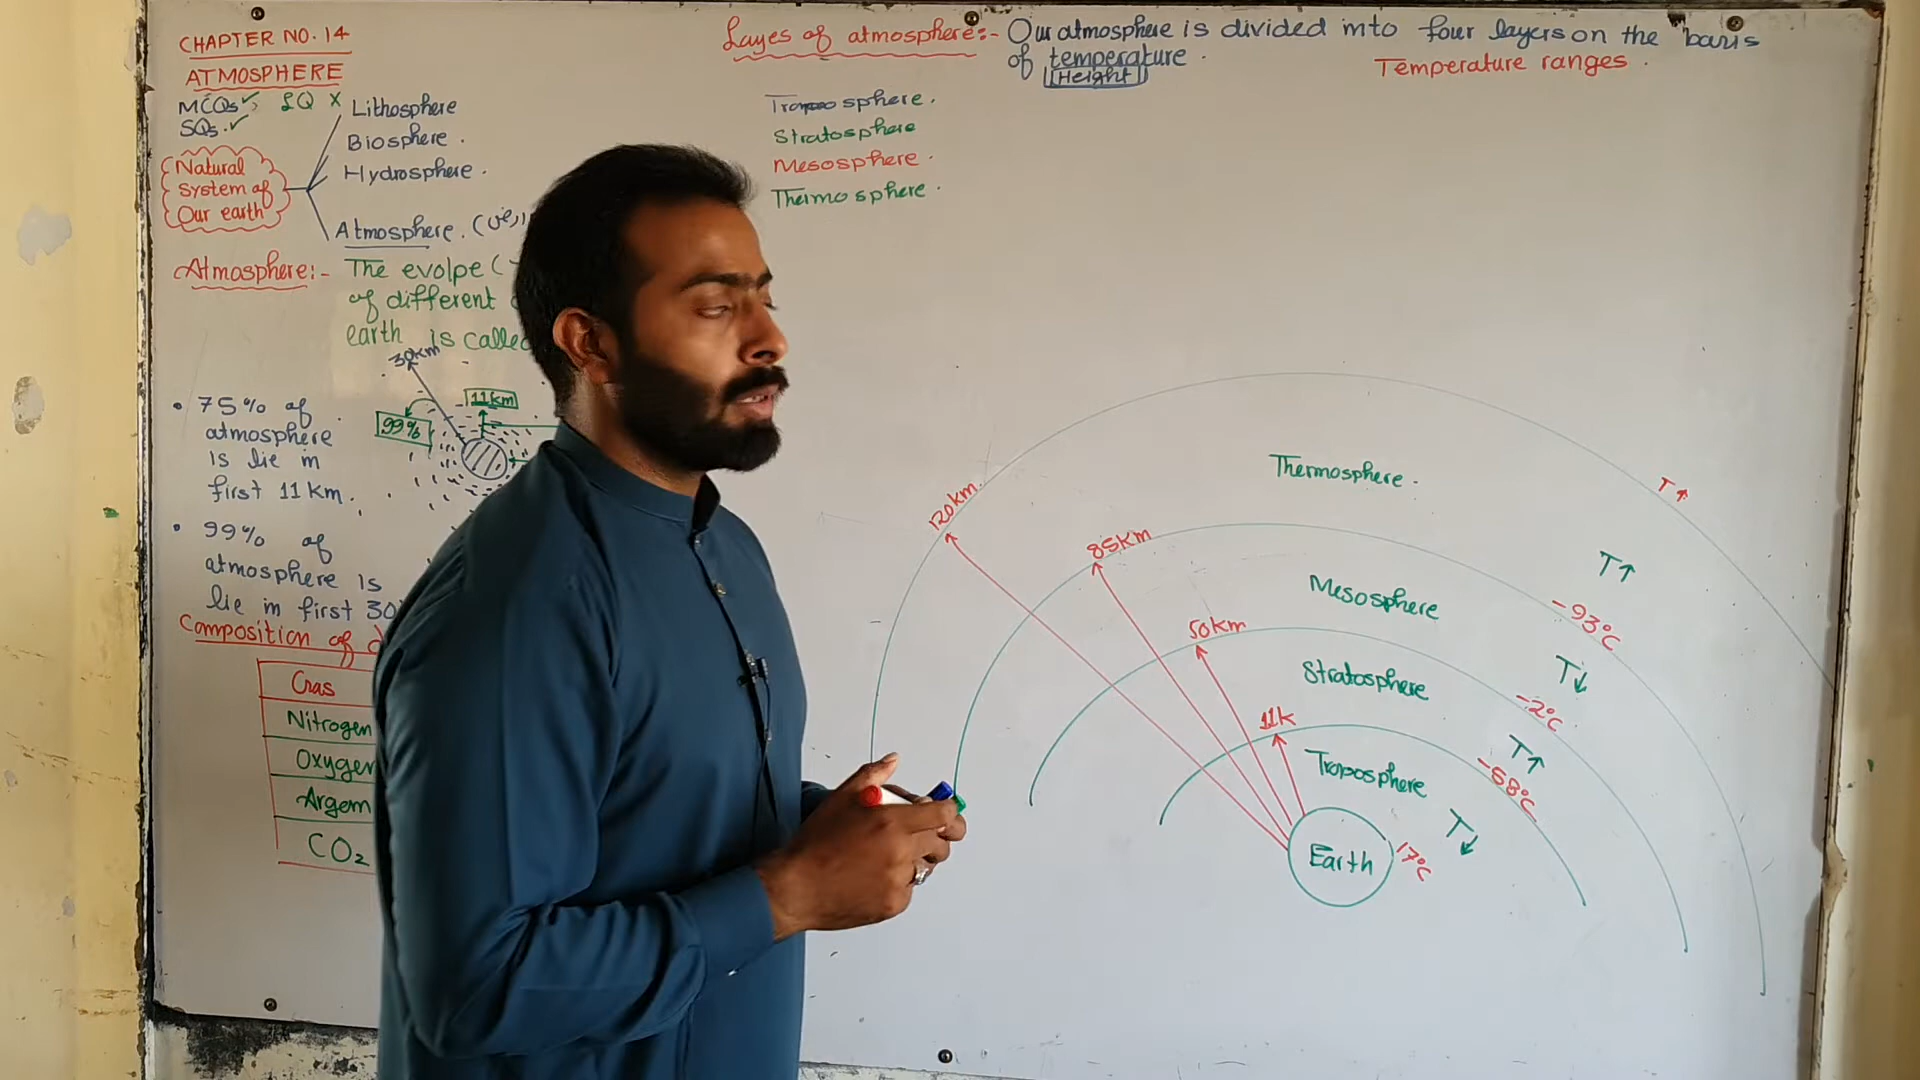 CHAPTER NO. 14
ATMOSPHERE
MCQs ✓, LQ X
SQs. ✓
Natural
System of
Our earth
Lithosphere
Biosphere .
Hydrosphere .
Atmosphere. (
Atmosphere:- The evolpe (
of different
earth is called
30km
11km
99%
• 75% of
atmosphere
is lie in
first 11km.
• 99% of
atmosphere is
lie in first 30
Composition of
Gas
Nitrogen
Oxygen
Argem
CO2
Layes of atmosphere:- Our atmosphere is divided into four layers on the basis
of temperature .
(Height)
Temperature ranges .
Troposphere .
Stratosphere
Mesosphere .
Thermosphere .
120km
85km
50km
11k
Thermosphere .
Mesosphere
Stratosphere
Troposphere
Earth
T↑
T↑
-93°C
T↓
-2°C
T↑
-58°C
T↓
17°C